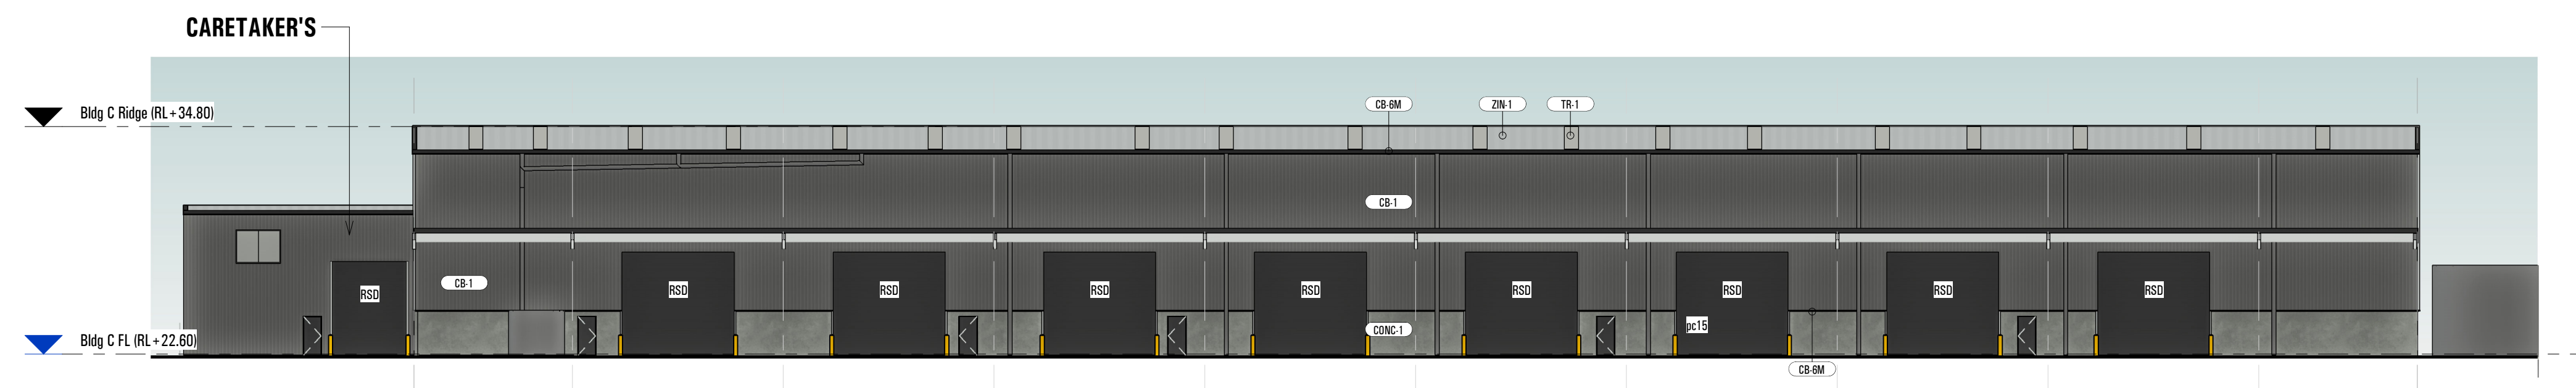 CARETAKER'S
Bldg C Ridge (RL+34.80)
CB-6M
ZIN-1
TR-1
CB-1
CB-1
RSD
RSD
RSD
RSD
RSD
RSD
RSD
RSD
RSD
pc15
CONC-1
Bldg C FL (RL+22.60)
CB-6M